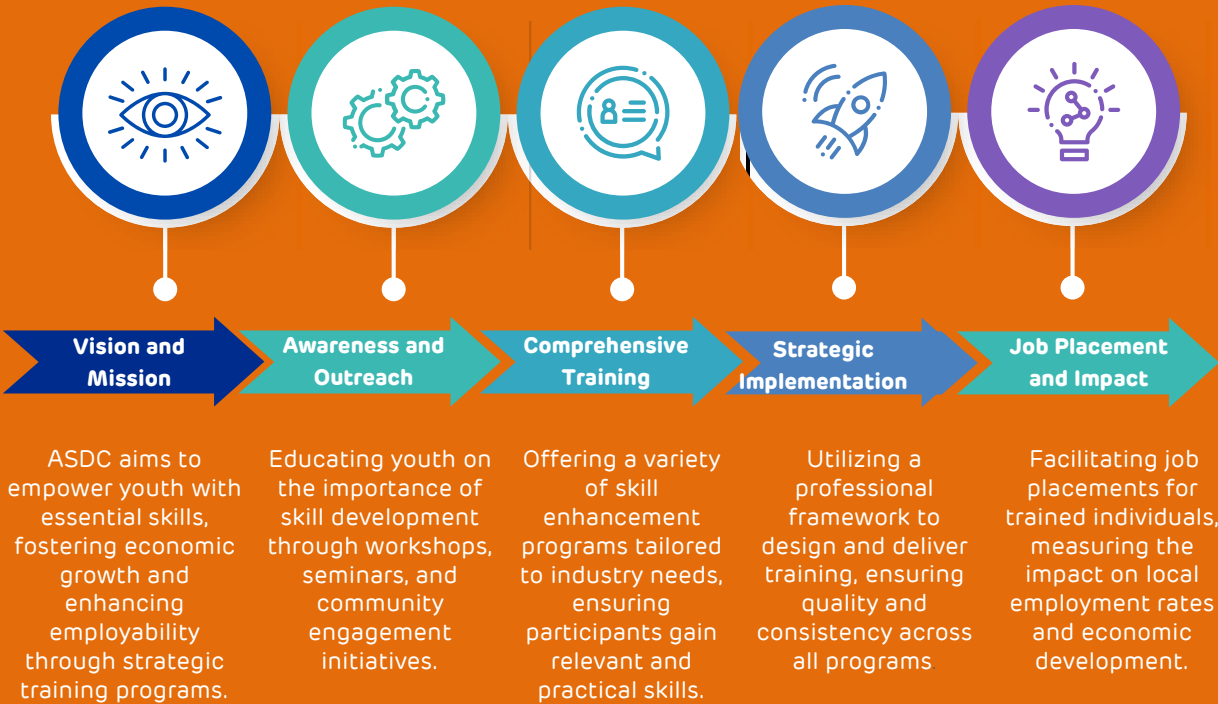 Vision and
Mission
Awareness and
Outreach
Comprehensive
Training
Strategic
Implementation
Job Placement
and Impact
ASDC aims to
empower youth with
essential skills,
fostering economic
growth and
enhancing
employability
through strategic
training programs.
Educating youth on
the importance of
skill development
through workshops,
seminars, and
community
engagement
initiatives.
Offering a variety
of skill
enhancement
programs tailored
to industry needs,
ensuring
participants gain
relevant and
practical skills.
Utilizing a
professional
framework to
design and deliver
training, ensuring
quality and
consistency across
all programs
Facilitating job
placements for
trained individuals,
measuring the
impact on local
employment rates
and economic
development.